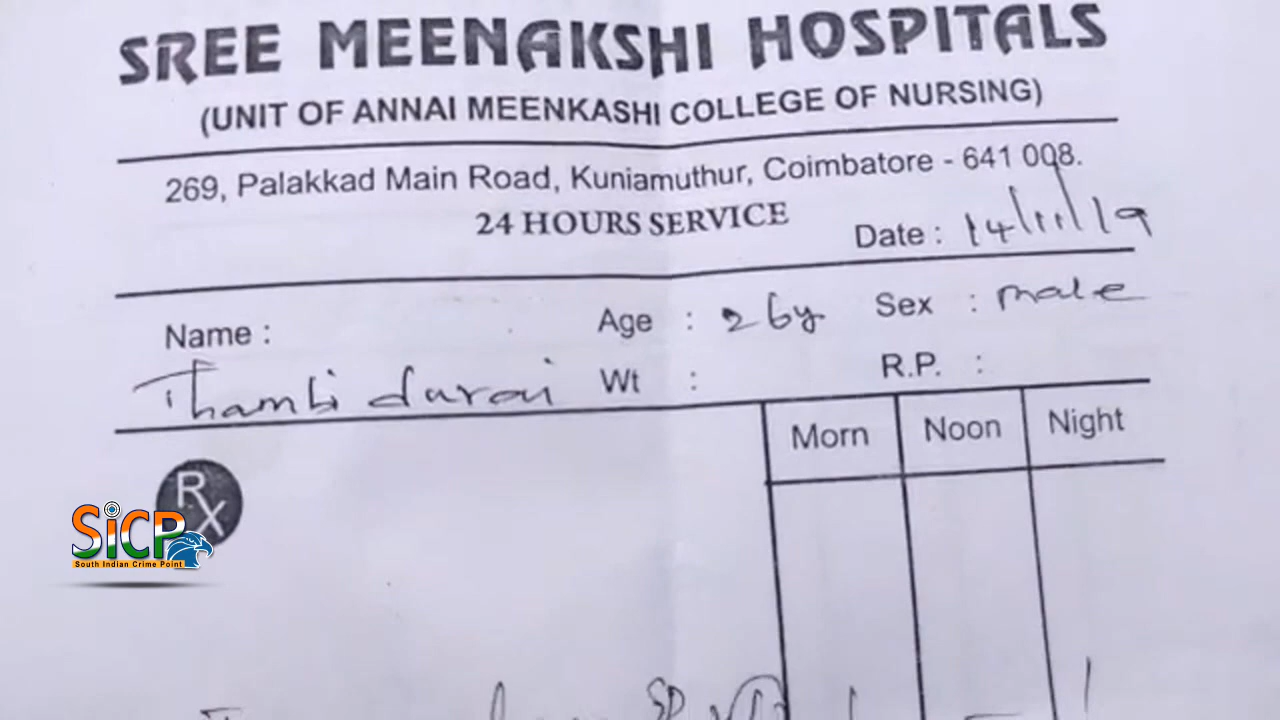 SREE MEENAKSHI HOSPITALS
(UNIT OF ANNAI MEENKASHI COLLEGE OF NURSING)
269, Palakkad Main Road, Kuniamuthur, Coimbatore - 641 008.
24 HOURS SERVICE
Date : 14/11/19
Name : Age : 26y Sex : male
Thambi durai Wt : R.P. :
Morn Noon Night
RX
SiCP
South Indian Crime Point